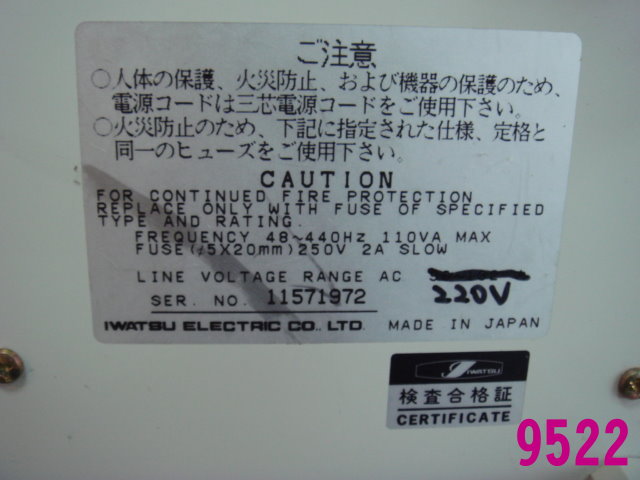 ご注意
○人体の保護、火災防止、および機器の保護のため、
電源コードは三芯電源コードをご使用下さい。
○火災防止のため、下記に指定された仕様、定格と
同一のヒューズをご使用下さい。
CAUTION
FOR CONTINUED FIRE PROTECTION
REPLACE ONLY WITH FUSE OF SPECIFIED
TYPE AND RATING.
FREQUENCY 48~440Hz 110VA MAX
FUSE(φ5X20mm)250V 2A SLOW
LINE VOLTAGE RANGE AC
220V
SER. NO. 11571972
IWATSU ELECTRIC CO., LTD. MADE IN JAPAN
IWATSU
検査合格証
CERTIFICATE
9522